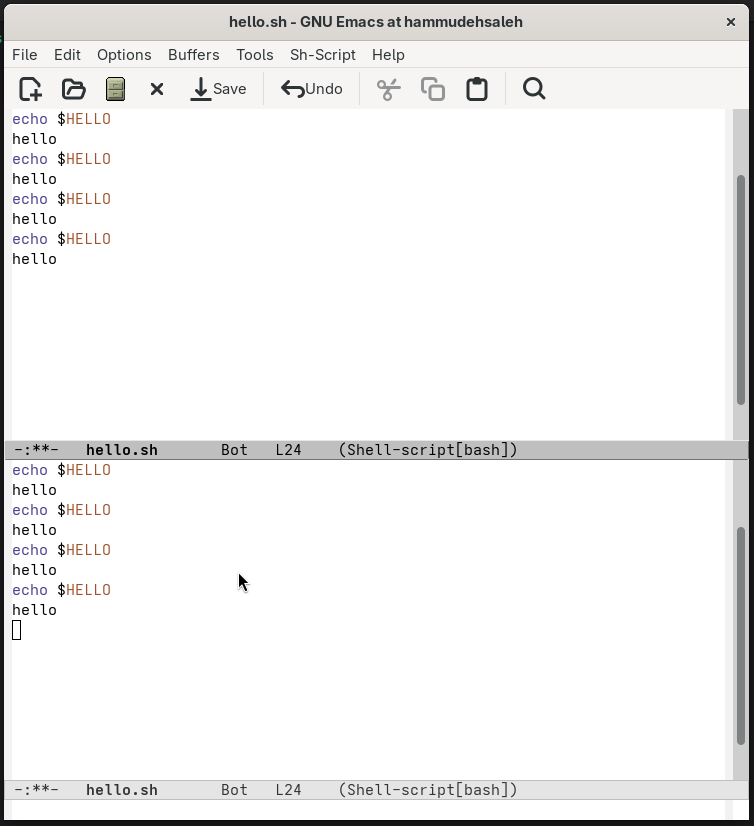 hello.sh - GNU Emacs at hammudehsaleh
File Edit Options Buffers Tools Sh-Script Help
Save Undo
echo $HELLO
hello
echo $HELLO
hello
echo $HELLO
hello
echo $HELLO
hello
-:**- hello.sh Bot L24 (Shell-script[bash])
echo $HELLO
hello
echo $HELLO
hello
echo $HELLO
hello
echo $HELLO
hello
-:**- hello.sh Bot L24 (Shell-script[bash])